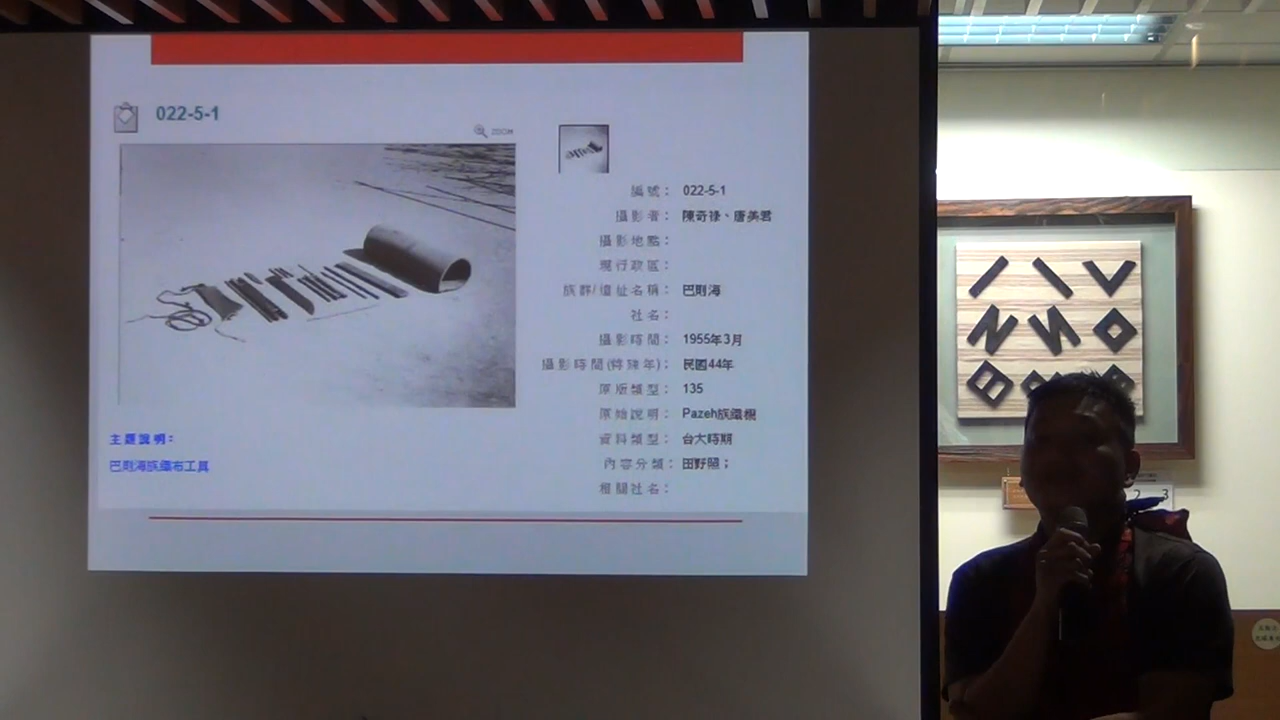 022-5-1
ZOOM
編號： 022-5-1
攝影者： 陳奇祿、唐美君
攝影地點：
現行政區：
族群/遺址名稱： 巴則海
社名：
攝影時間： 1955年3月
攝影時間(特殊年)： 民國44年
原版類型： 135
原始說明： Pazeh族織機
資料類型： 台大時期
內容分類： 田野照；
相關社名：
主題說明：
巴則海族織布工具
2 3